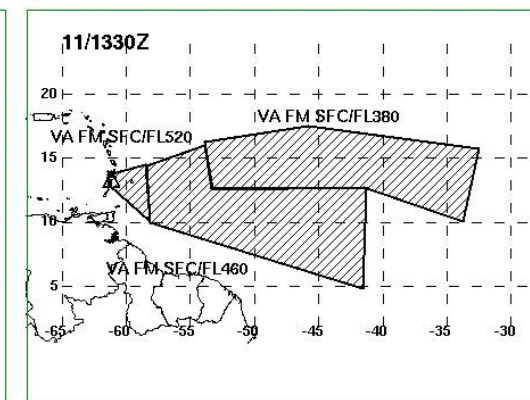 11/1330Z
20
VA FM SFC/FL380
VA FM SFC/FL520
15
10
VA FM SFC/FL460
5
-65 -60 -55 -50 -45 -40 -35 -30